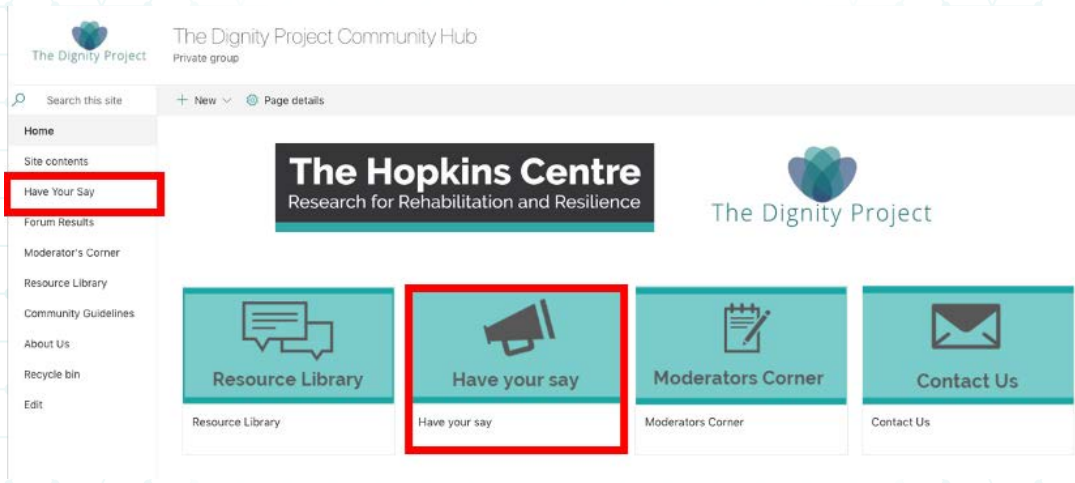 The Dignity Project
The Dignity Project Community Hub
Private group
Search this site
+ New
Page details
Home
Site contents
Have Your Say
Forum Results
Moderator's Corner
Resource Library
Community Guidelines
About Us
Recycle bin
Edit
The Hopkins Centre
Research for Rehabilitation and Resilience
The Dignity Project
Resource Library
Resource Library
Have your say
Have your say
Moderators Corner
Moderators Corner
Contact Us
Contact Us